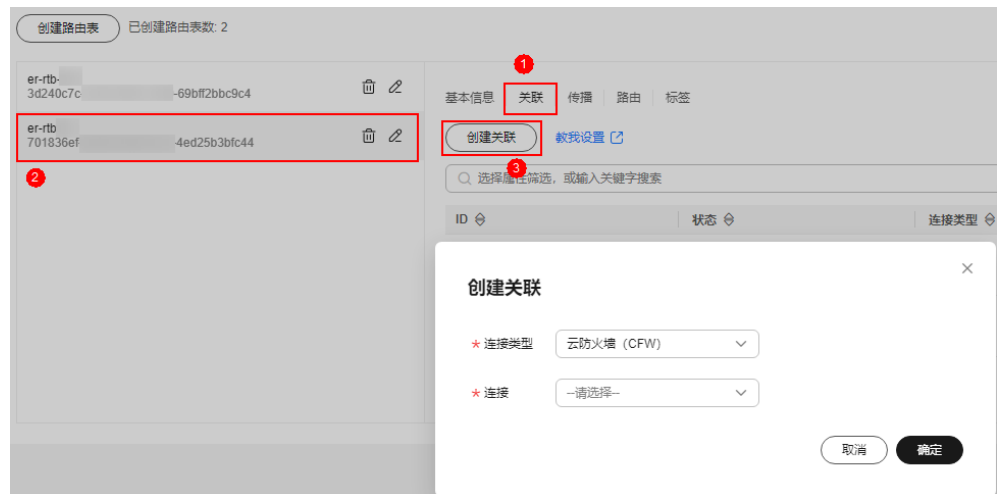 创建路由表 已创建路由表数: 2
er-rtb-
3d240c7c -69bff2bbc9c4
er-rtb
701836ef -4ed25b3bfc44
2
1
基本信息 关联 传播 路由 标签
创建关联 教我设置
3
选择属性筛选，或输入关键字搜索
ID 状态 连接类型
创建关联
* 连接类型 云防火墙（CFW）
* 连接 --请选择--
取消 确定